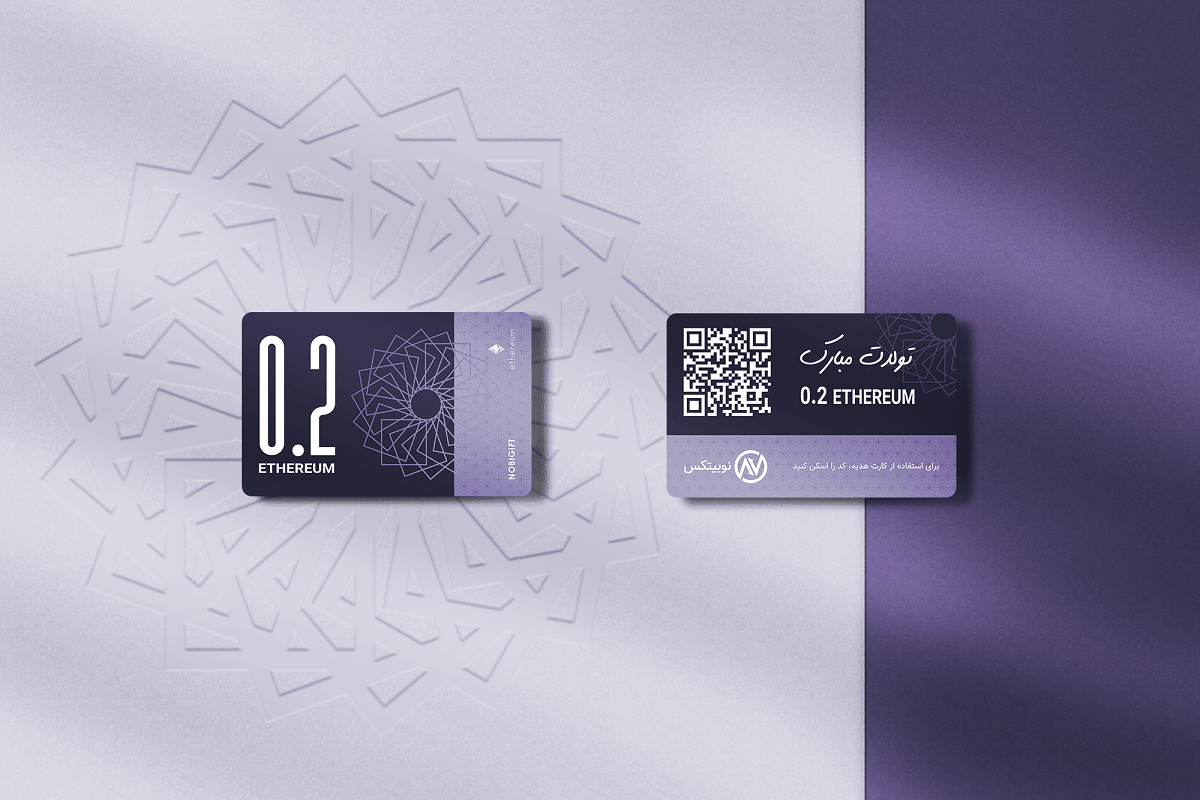 0.2
ETHEREUM
ethereum
NOBIGIFT
تولدت مبارک
0.2 ETHEREUM
نوبیتکس
برای استفاده از کارت هدیه، کد را اسکن کنید